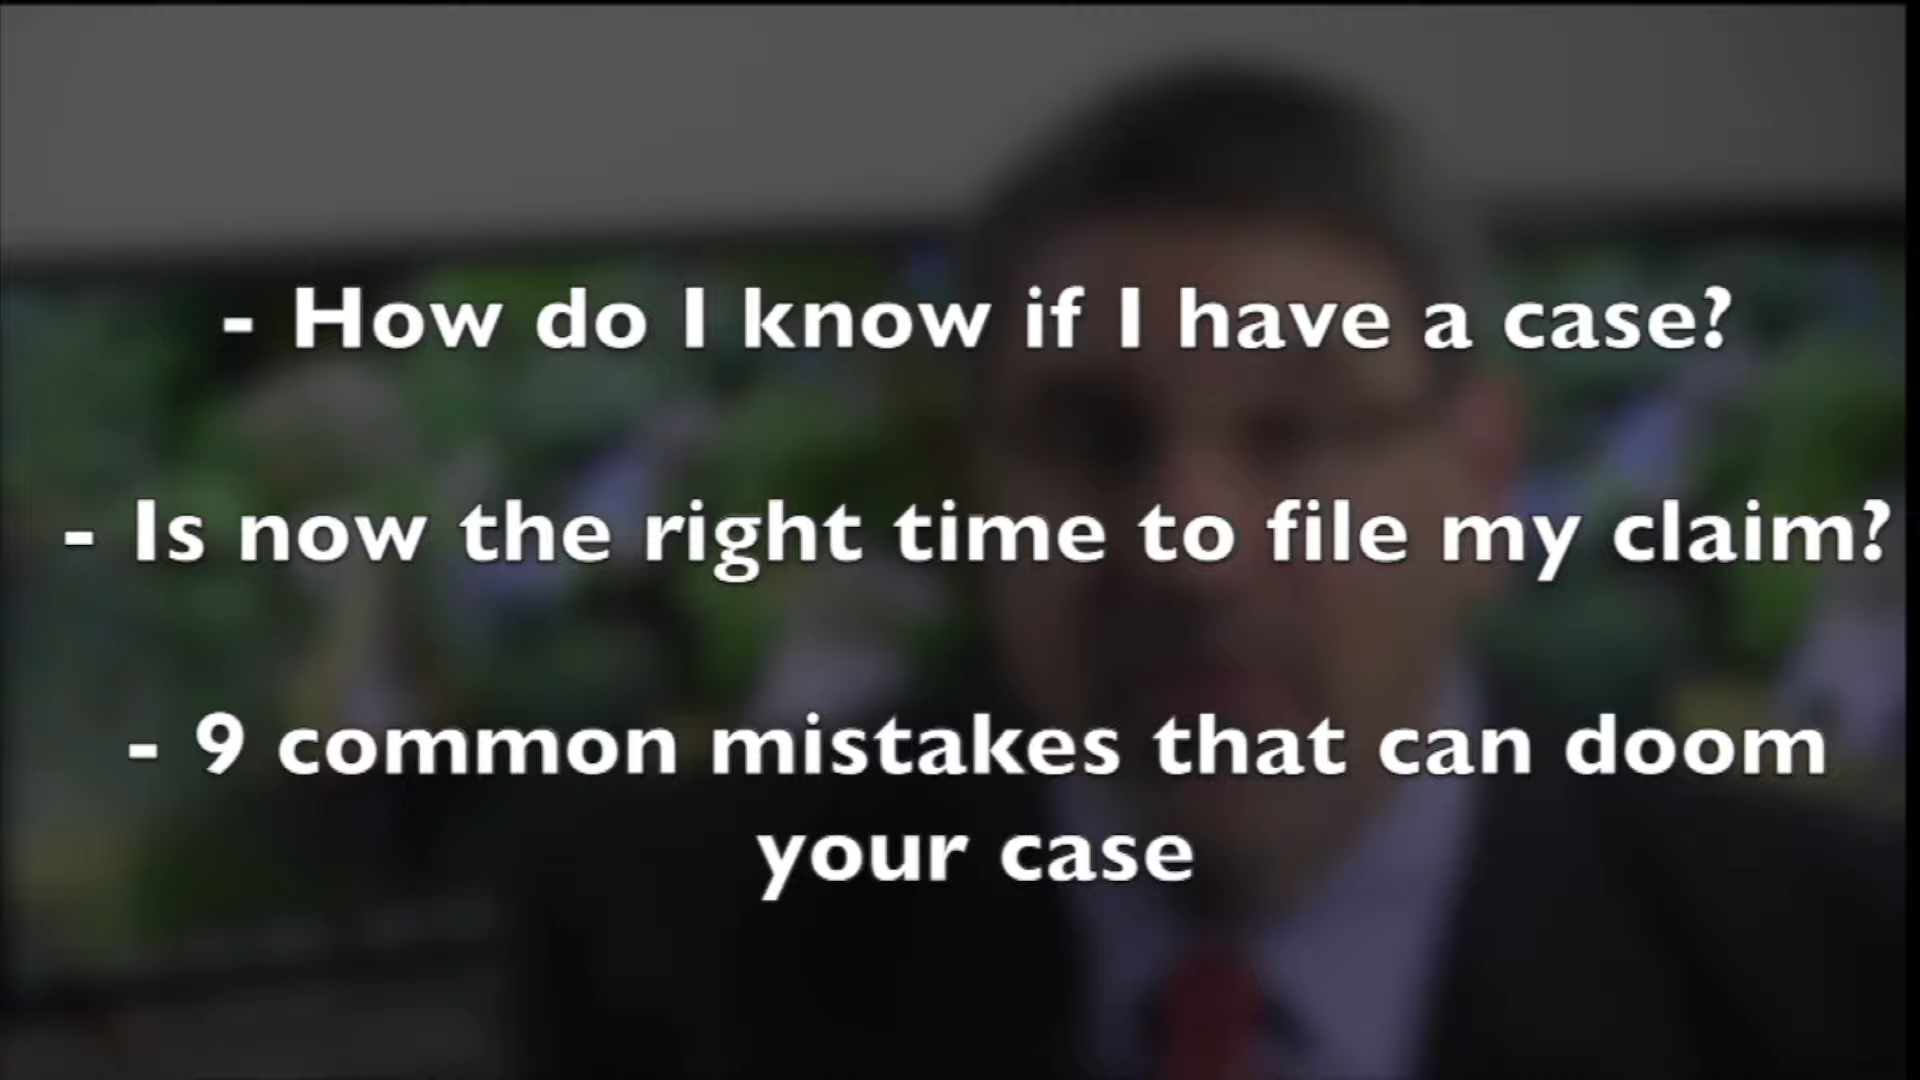 - How do I know if I have a case?
- Is now the right time to file my claim?
- 9 common mistakes that can doom
your case